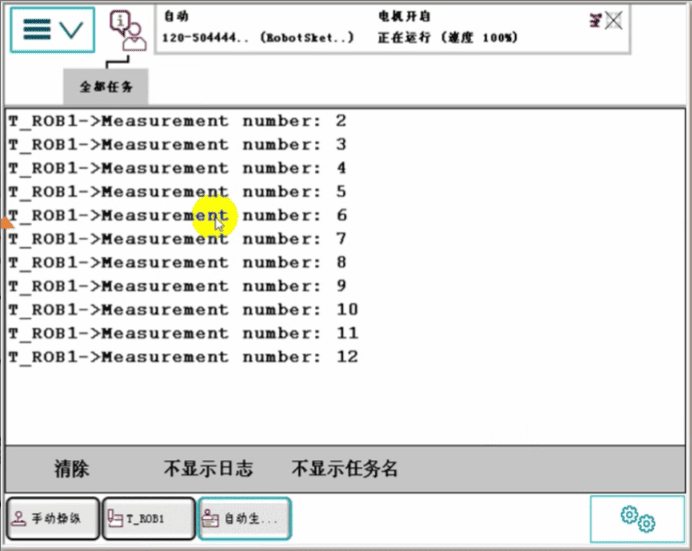 自动 电机开启
120-504444.. (RobotSket..) 正在运行 (速度 100%)
全部任务
T_ROB1->Measurement number: 2
T_ROB1->Measurement number: 3
T_ROB1->Measurement number: 4
T_ROB1->Measurement number: 5
T_ROB1->Measurement number: 6
T_ROB1->Measurement number: 7
T_ROB1->Measurement number: 8
T_ROB1->Measurement number: 9
T_ROB1->Measurement number: 10
T_ROB1->Measurement number: 11
T_ROB1->Measurement number: 12
清除 不显示日志 不显示任务名
手动操纵 T_ROB1 自动生...